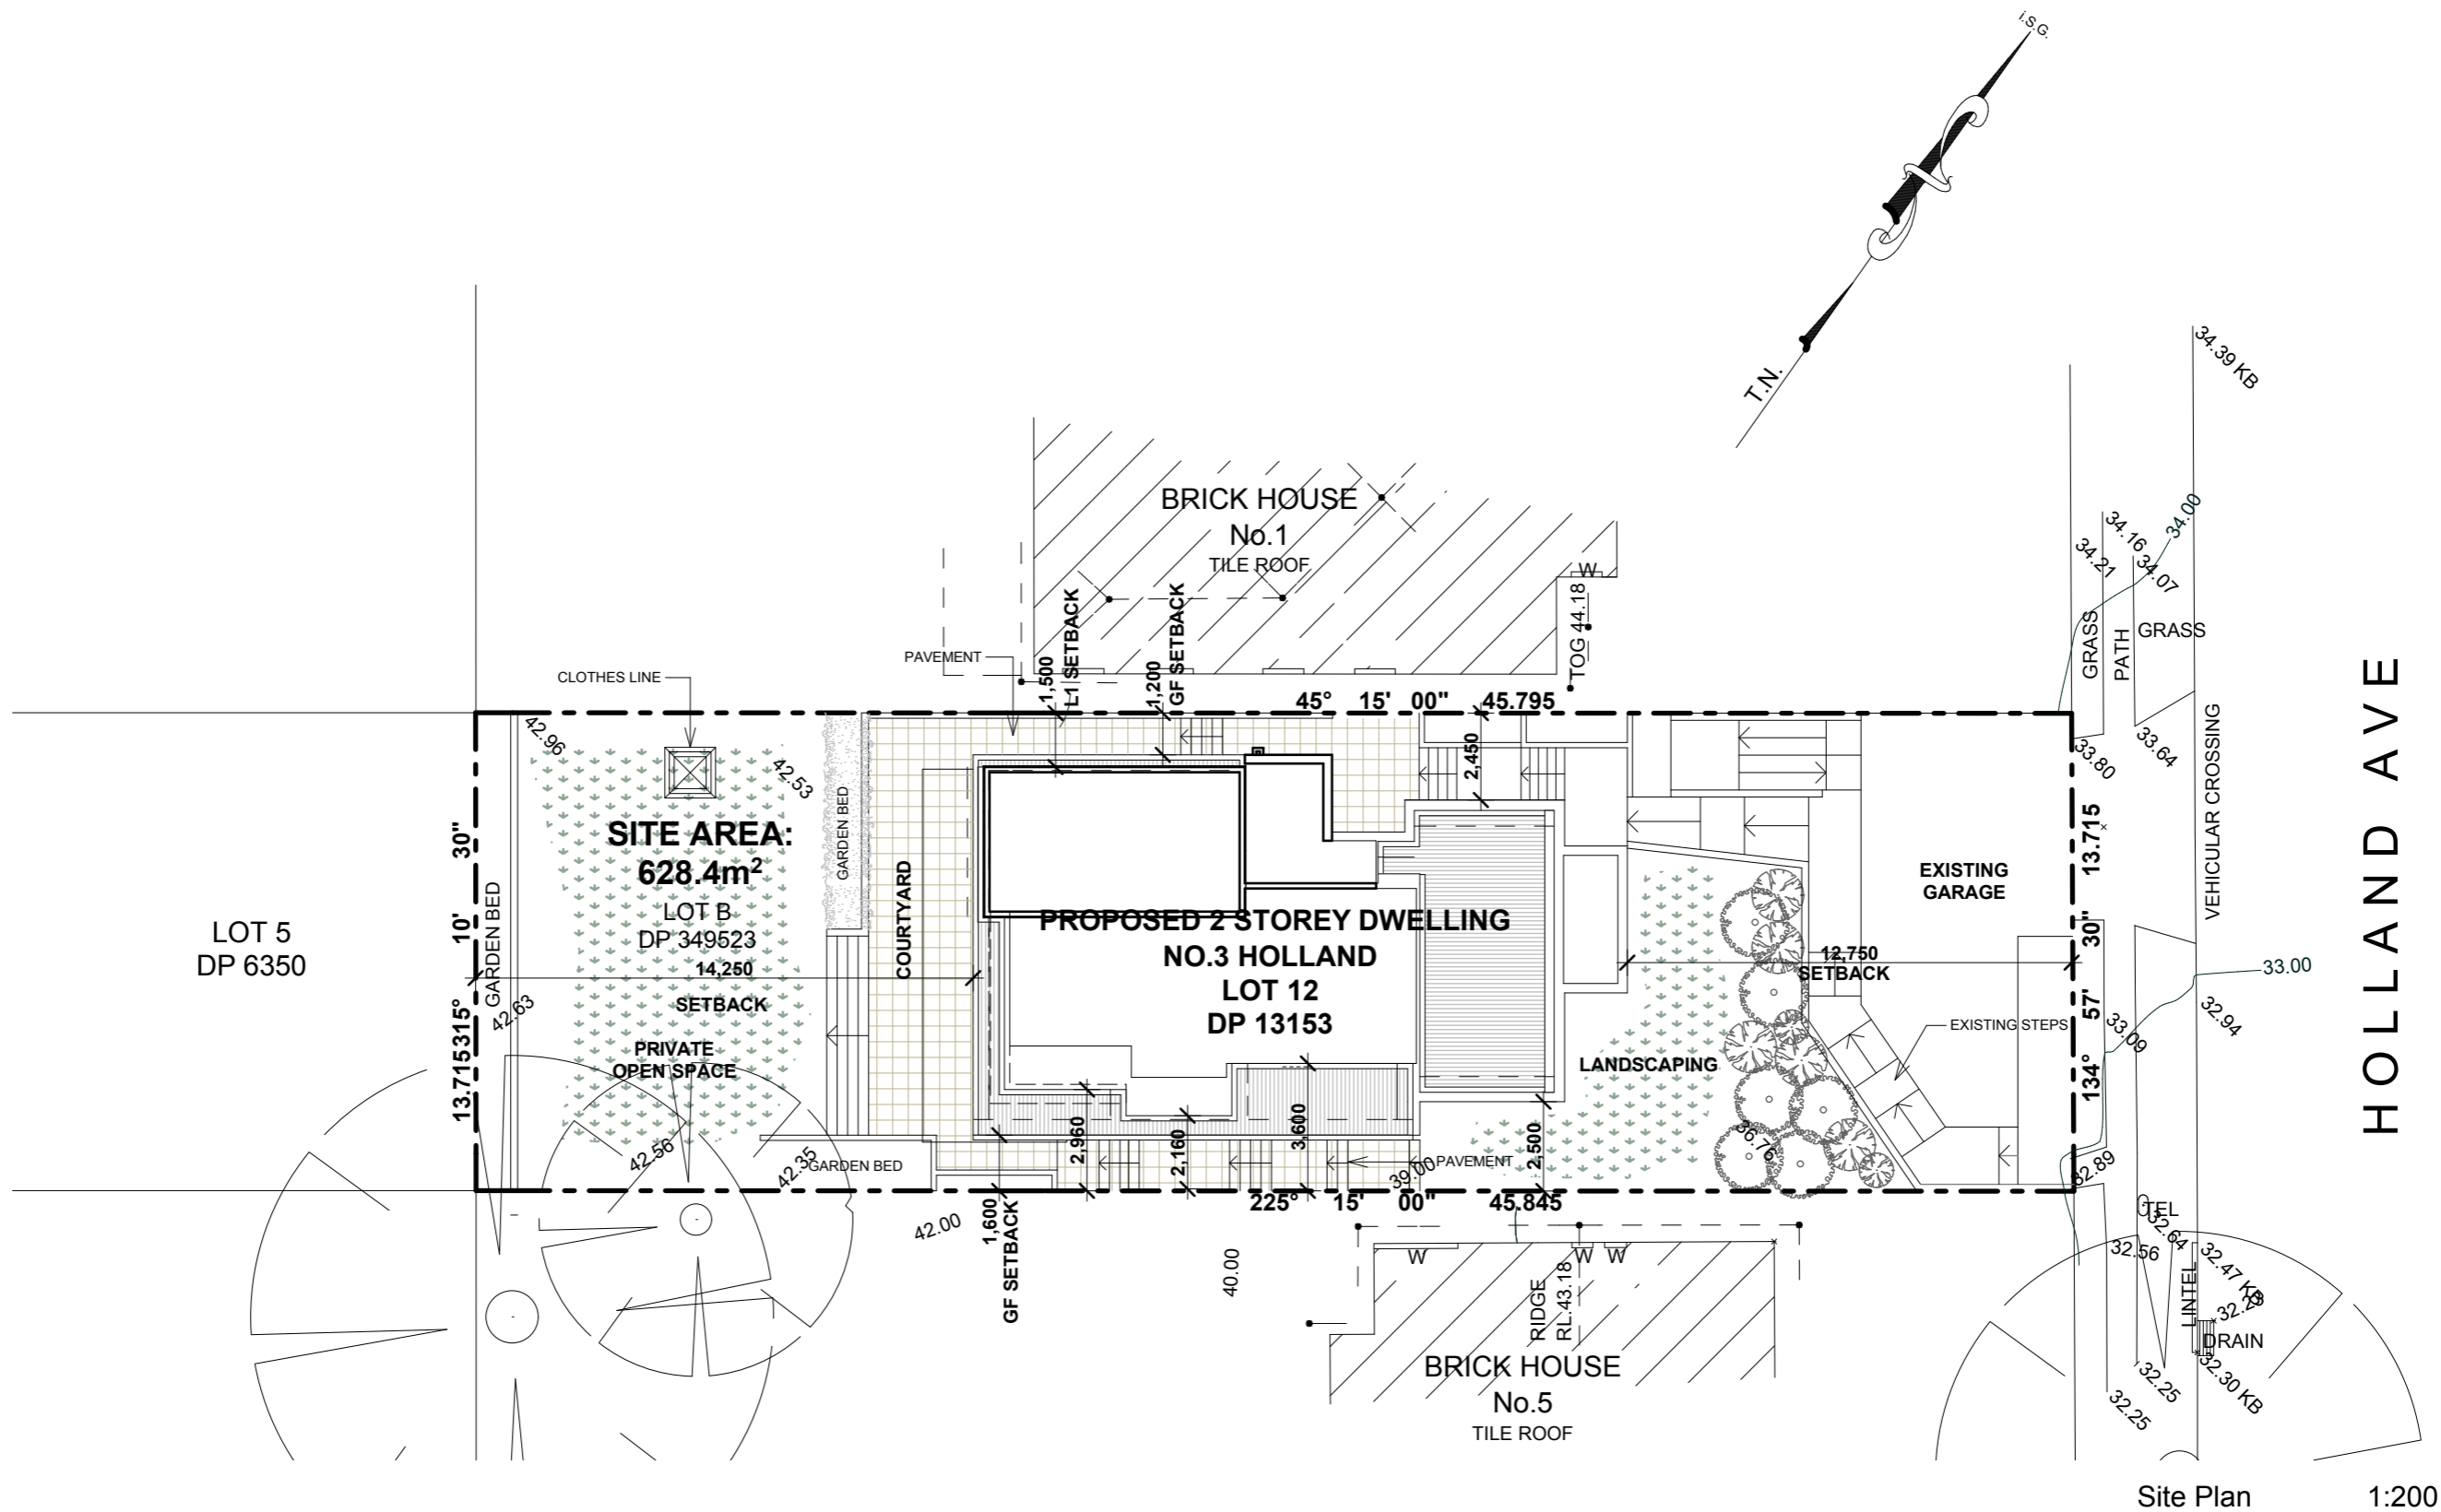 i.S.G.
T.N.
34.39 KB
BRICK HOUSE
No.1
TILE ROOF
TOG 44.18
W
34.00
34.16
34.21
34.07
GRASS
PATH
GRASS
PAVEMENT
CLOTHES LINE
1,500
L1 SETBACK
1,200
GF SETBACK
45° 15' 00" 45.795
42.96
42.53
2,450
33.80
33.64
VEHICULAR CROSSING
HOLLAND AVE
SITE AREA:
628.4m²
LOT B
DP 349523
14,250
SETBACK
PRIVATE
OPEN SPACE
GARDEN BED
GARDEN BED
COURTYARD
13.715 315° 10' 30"
LOT 5
DP 6350
42.63
PROPOSED 2 STOREY DWELLING
NO.3 HOLLAND
LOT 12
DP 13153
EXISTING
GARAGE
12,750
SETBACK
EXISTING STEPS
LANDSCAPING
134° 57' 30" 13.715
33.00
32.94
33.09
36.76
2,960
2,160
3,600
2,500
PAVEMENT
39.00
GARDEN BED
42.56
42.35
42.00
1,600
GF SETBACK
225° 15' 00" 45.845
40.00
32.89
TEL
32.64
32.56
32.47 KB
LINTEL
DRAIN
32.30 KB
32.25
32.25
W
W
W
RIDGE
RL.43.18
BRICK HOUSE
No.5
TILE ROOF
Site Plan 1:200